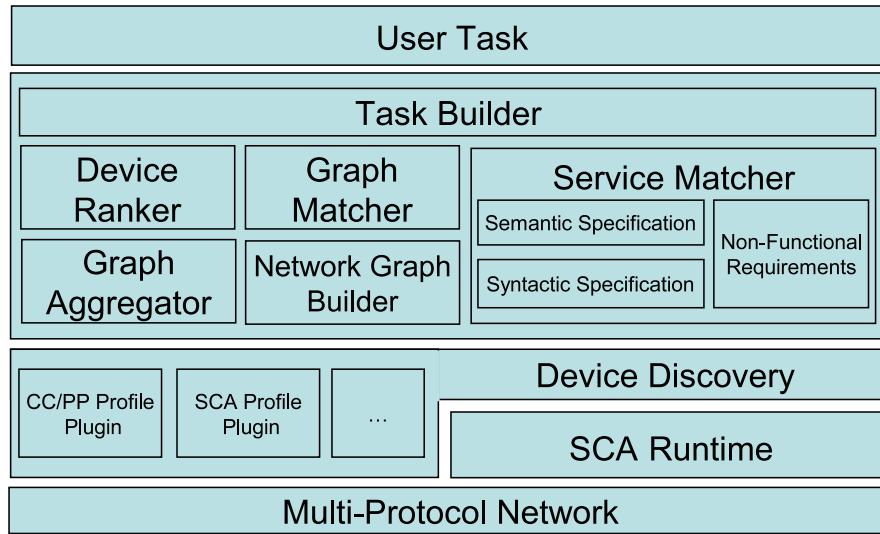 User Task
Task Builder
Device
Ranker
Graph
Matcher
Service Matcher
Semantic Specification
Syntactic Specification
Non-Functional
Requirements
Graph
Aggregator
Network Graph
Builder
CC/PP Profile
Plugin
SCA Profile
Plugin
...
Device Discovery
SCA Runtime
Multi-Protocol Network